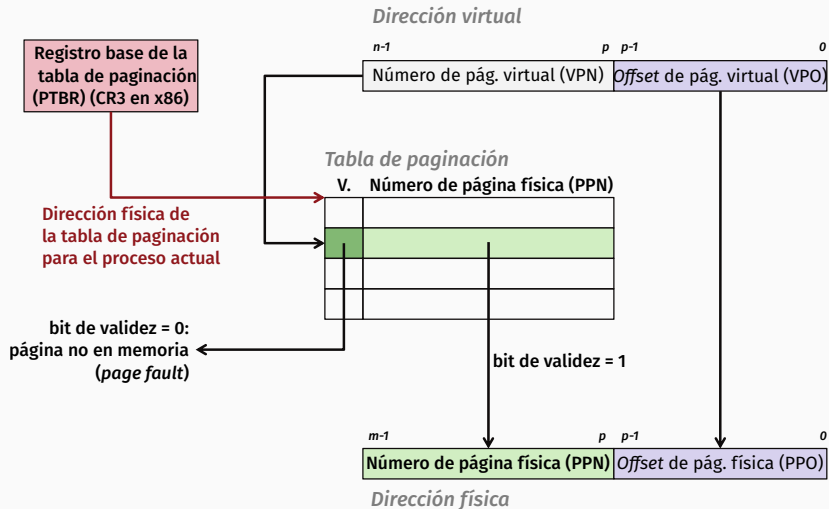 Dirección virtual
n-1 p p-1 0
Registro base de la
tabla de paginación
(PTBR) (CR3 en x86)
Número de pág. virtual (VPN) Offset de pág. virtual (VPO)
Tabla de paginación
V. Número de página física (PPN)
Dirección física de
la tabla de paginación
para el proceso actual
bit de validez = 0:
página no en memoria
(page fault)
bit de validez = 1
m-1 p p-1 0
Número de página física (PPN) Offset de pág. física (PPO)
Dirección física